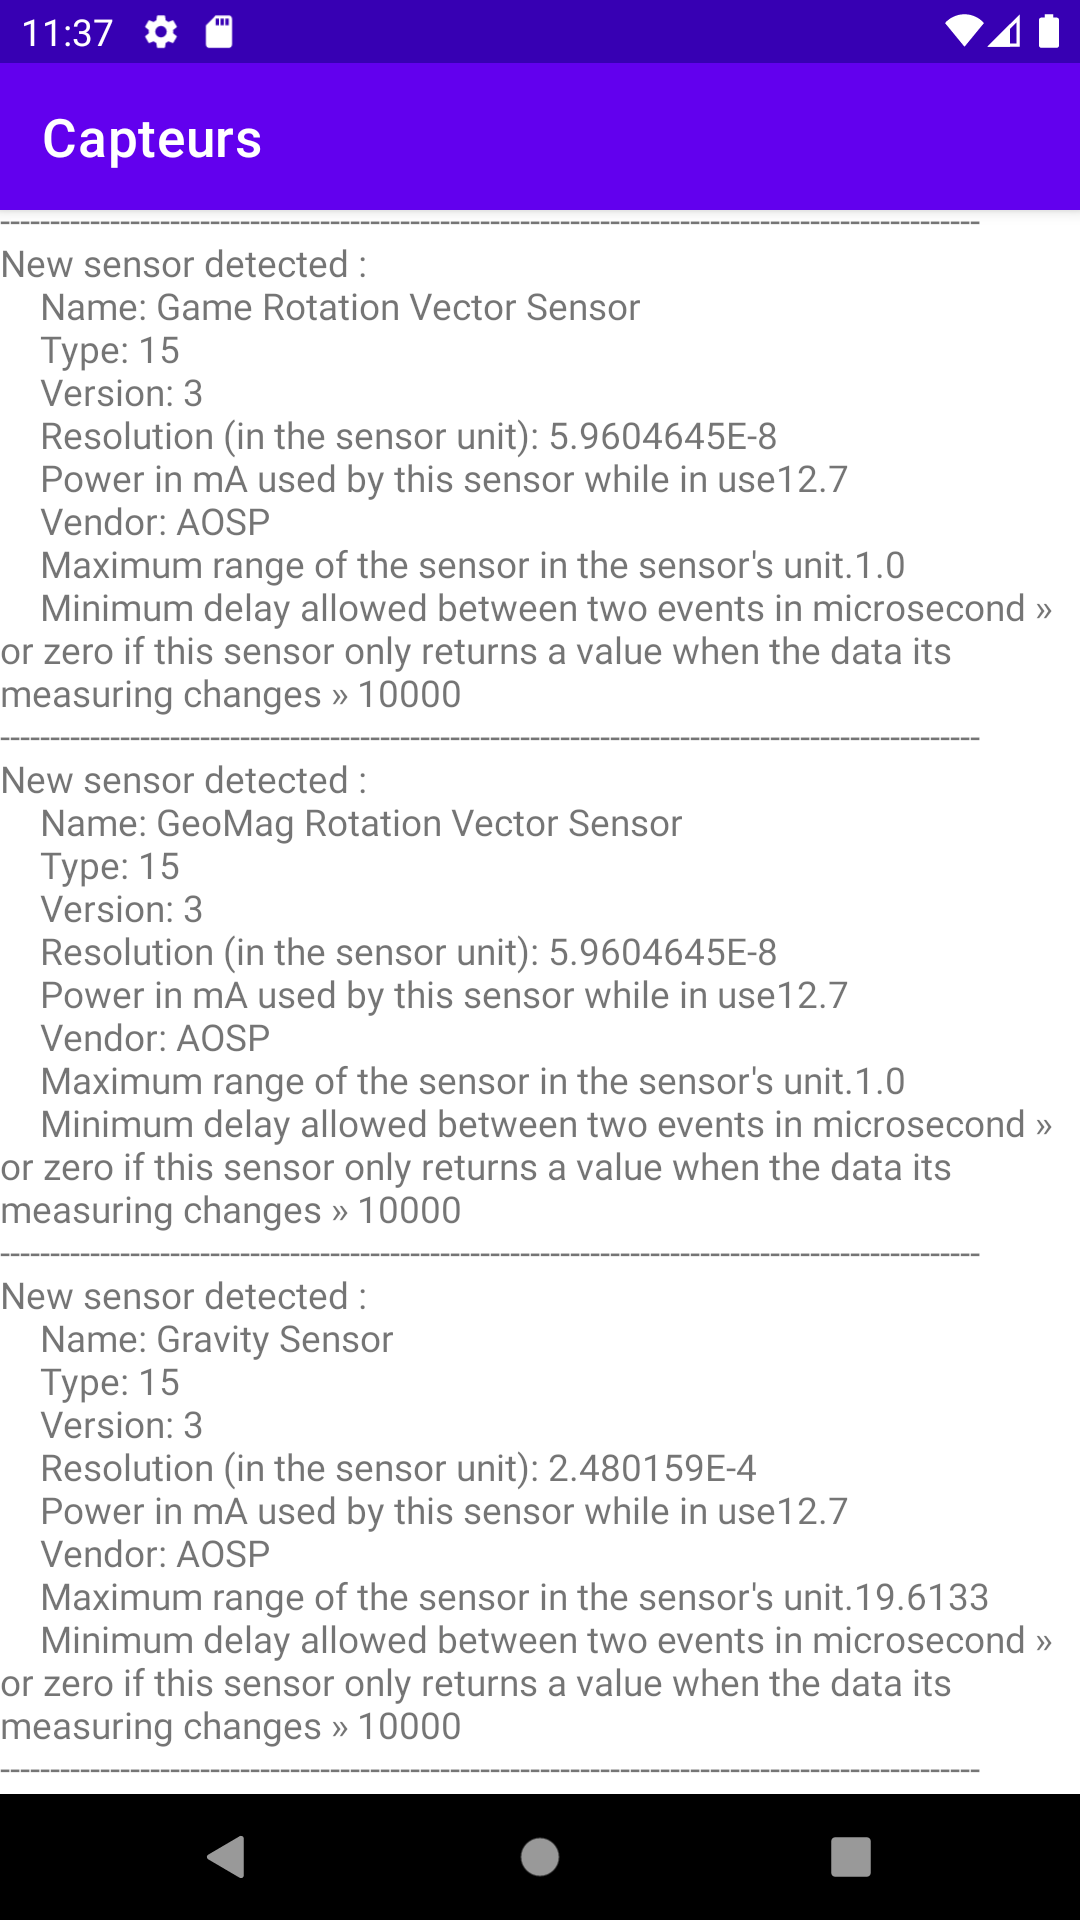 11:37
Capteurs
--------------------------------------------------------------------------------------------------
New sensor detected :
Name: Game Rotation Vector Sensor
Type: 15
Version: 3
Resolution (in the sensor unit): 5.9604645E-8
Power in mA used by this sensor while in use12.7
Vendor: AOSP
Maximum range of the sensor in the sensor's unit.1.0
Minimum delay allowed between two events in microsecond »
or zero if this sensor only returns a value when the data its
measuring changes » 10000
--------------------------------------------------------------------------------------------------
New sensor detected :
Name: GeoMag Rotation Vector Sensor
Type: 15
Version: 3
Resolution (in the sensor unit): 5.9604645E-8
Power in mA used by this sensor while in use12.7
Vendor: AOSP
Maximum range of the sensor in the sensor's unit.1.0
Minimum delay allowed between two events in microsecond »
or zero if this sensor only returns a value when the data its
measuring changes » 10000
--------------------------------------------------------------------------------------------------
New sensor detected :
Name: Gravity Sensor
Type: 15
Version: 3
Resolution (in the sensor unit): 2.480159E-4
Power in mA used by this sensor while in use12.7
Vendor: AOSP
Maximum range of the sensor in the sensor's unit.19.6133
Minimum delay allowed between two events in microsecond »
or zero if this sensor only returns a value when the data its
measuring changes » 10000
--------------------------------------------------------------------------------------------------